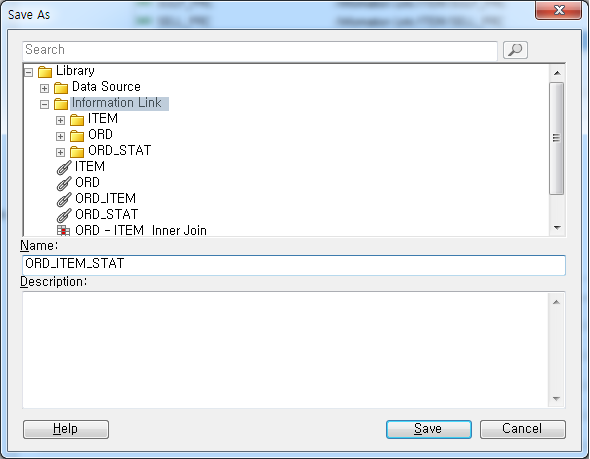 Save As
Search
Library
Data Source
Information Link
ITEM
ORD
ORD_STAT
ITEM
ORD
ORD_ITEM
ORD_STAT
ORD - ITEM Inner Join
Name:
ORD_ITEM_STAT
Description:
Help
Save
Cancel